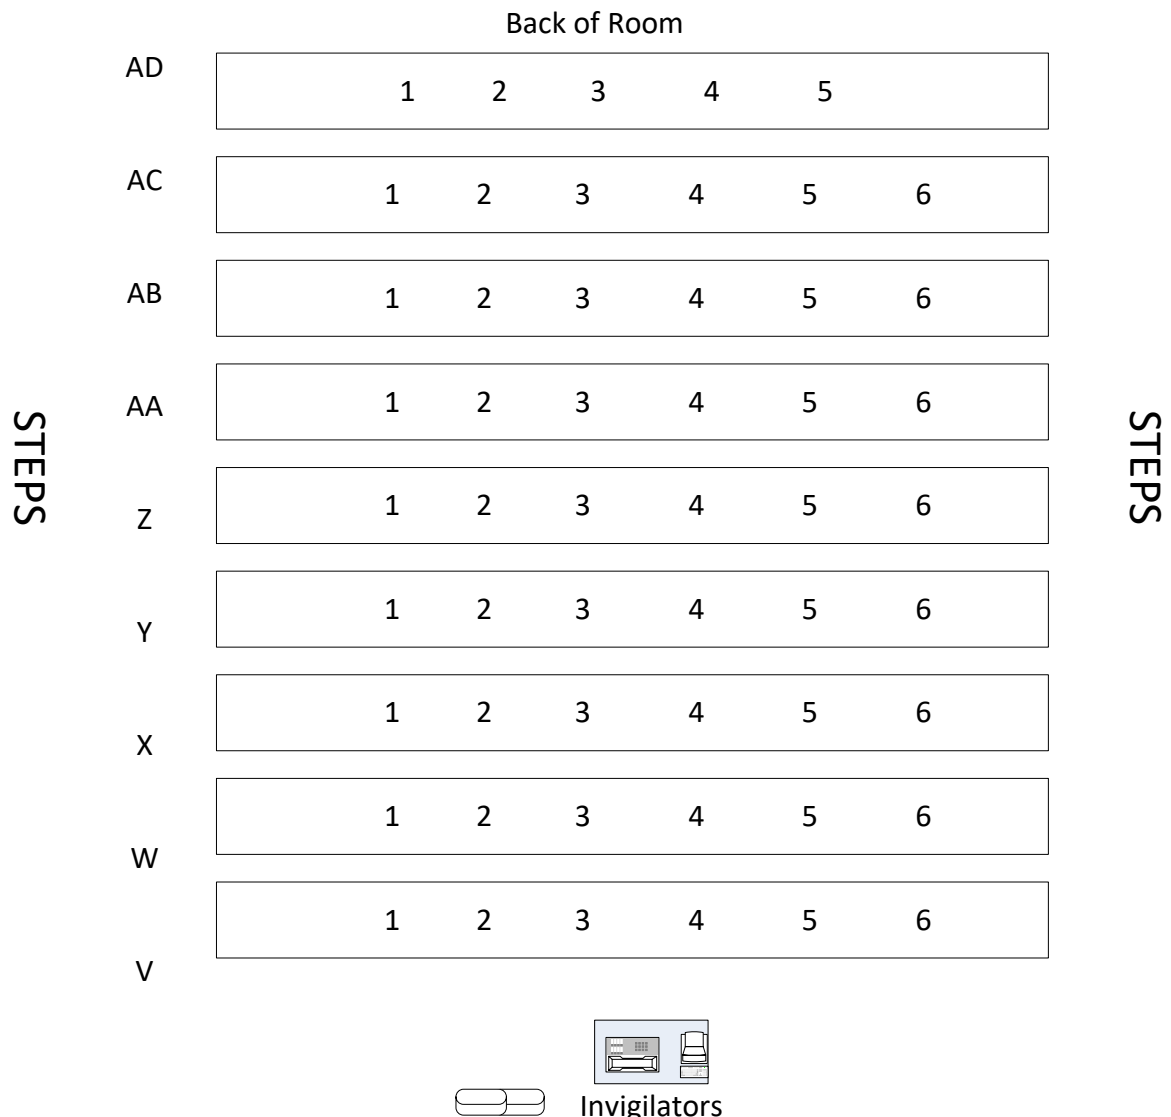 Back of Room
AD 1 2 3 4 5
AC 1 2 3 4 5 6
AB 1 2 3 4 5 6
AA 1 2 3 4 5 6
STEPS
STEPS
Z 1 2 3 4 5 6
Y 1 2 3 4 5 6
X 1 2 3 4 5 6
W 1 2 3 4 5 6
V 1 2 3 4 5 6
Invigilators